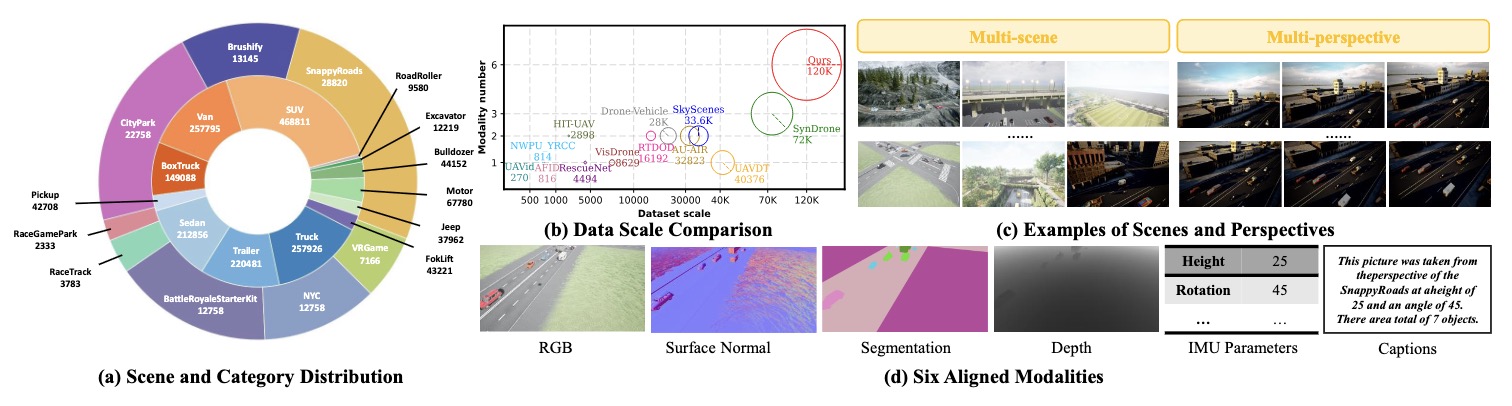 Brushify
13145
SnappyRoads
28820
RoadRoller
9580
Excavator
12219
Bulldozer
44152
Motor
67780
Jeep
37962
FokLift
43221
VRGame
7166
NYC
12758
BattleRoyaleStarterKit
12758
RaceTrack
3783
RaceGamePark
2333
Pickup
42708
CityPark
22758
SUV
468811
Van
257795
BoxTruck
149088
Sedan
212856
Trailer
220481
Truck
257926
(a) Scene and Category Distribution
Modality number
6
3
2
1
Ours
120K
SynDrone
72K
SkyScenes
33.6K
Drone-Vehicle
28K
HIT-UAV
2898
NWPU YRCC
814
UAVid
270
AFID
816
RescueNet
4494
VisDrone
8629
RTDOD
16192
AU-AIR
32823
UAVDT
40376
500 1000 5000 10000 30000 40K 70K 120K
Dataset scale
(b) Data Scale Comparison
Multi-scene
Multi-perspective
......
......
(c) Examples of Scenes and Perspectives
RGB
Surface Normal
Segmentation
Depth
Height 25
Rotation 45
... ...
IMU Parameters
This picture was taken from
theperspective of the
SnappyRoads at aheight of
25 and an angle of 45.
There area total of 7 objects.
Captions
(d) Six Aligned Modalities